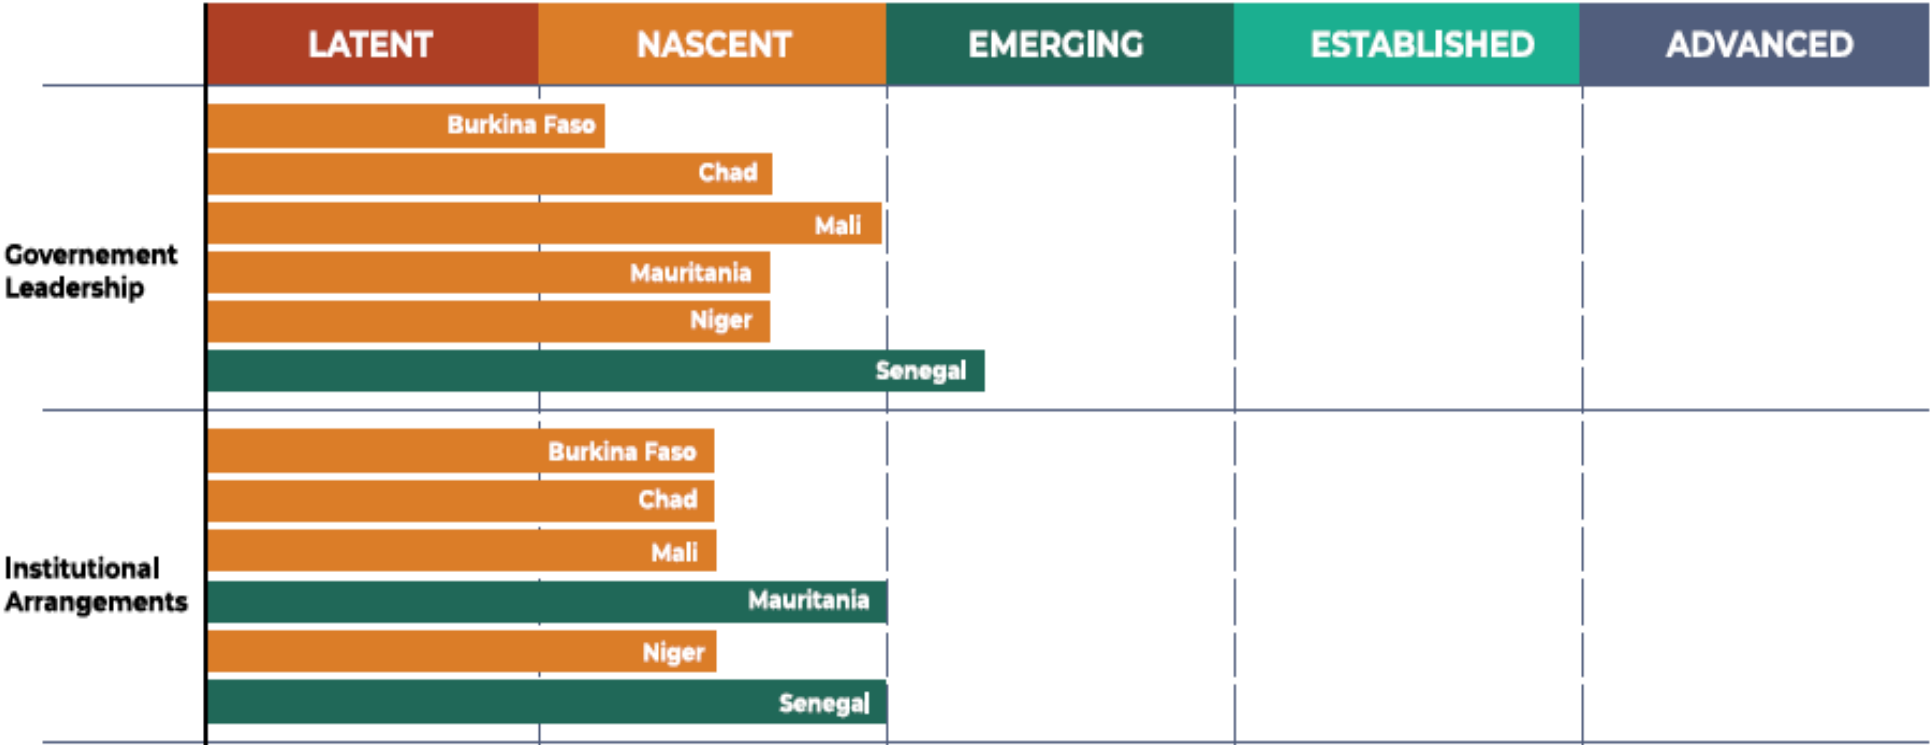 LATENT NASCENT EMERGING ESTABLISHED ADVANCED
Governement
Leadership
Burkina Faso
Chad
Mali
Mauritania
Niger
Senegal
Institutional
Arrangements
Burkina Faso
Chad
Mali
Mauritania
Niger
Senegal